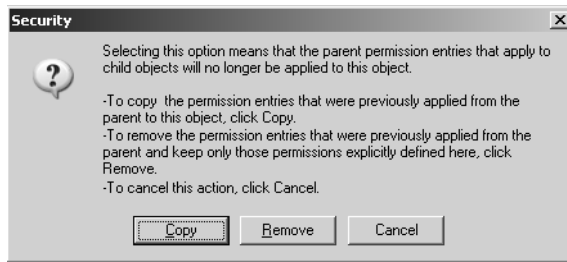 Security
Selecting this option means that the parent permission entries that apply to
child objects will no longer be applied to this object.
-To copy the permission entries that were previously applied from the
parent to this object, click Copy.
-To remove the permission entries that were previously applied from the
parent and keep only those permissions explicitly defined here, click
Remove.
-To cancel this action, click Cancel.
Copy Remove Cancel